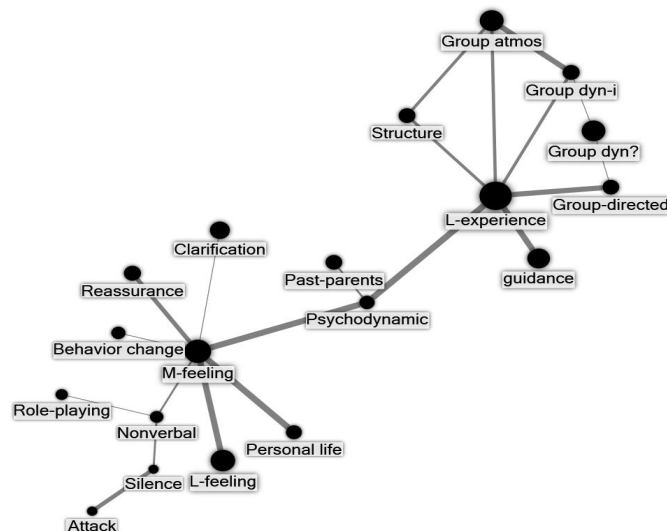 Group atmos
Group dyn-i
Structure
Group dyn?
Group-directed
L-experience
Clarification
Past-parents
guidance
Reassurance
Psychodynamic
Behavior change
M-feeling
Role-playing
Nonverbal
Personal life
Silence
L-feeling
Attack